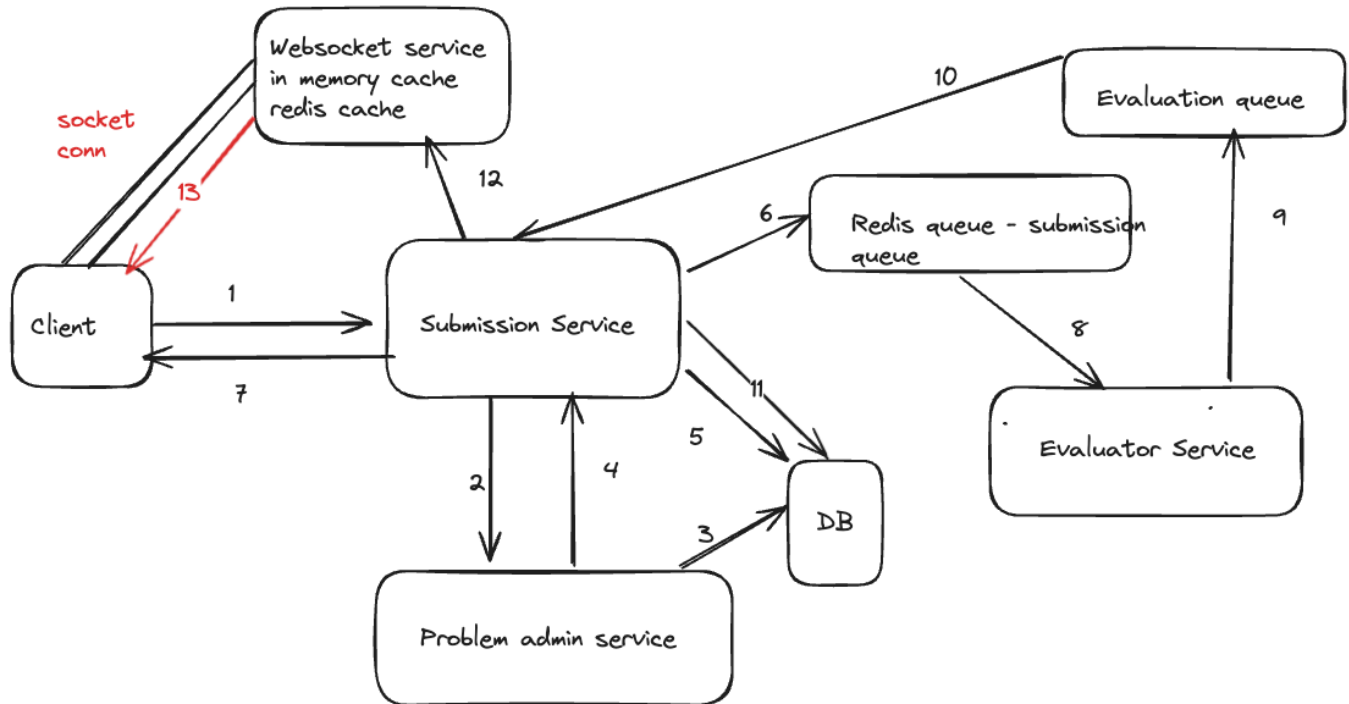 Websocket service
in memory cache
redis cache
socket
conn
13
12
10
Evaluation queue
6
Redis queue - submission
queue
9
Client
1
Submission Service
8
7
11
5
2
4
Evaluator Service
3
DB
Problem admin service